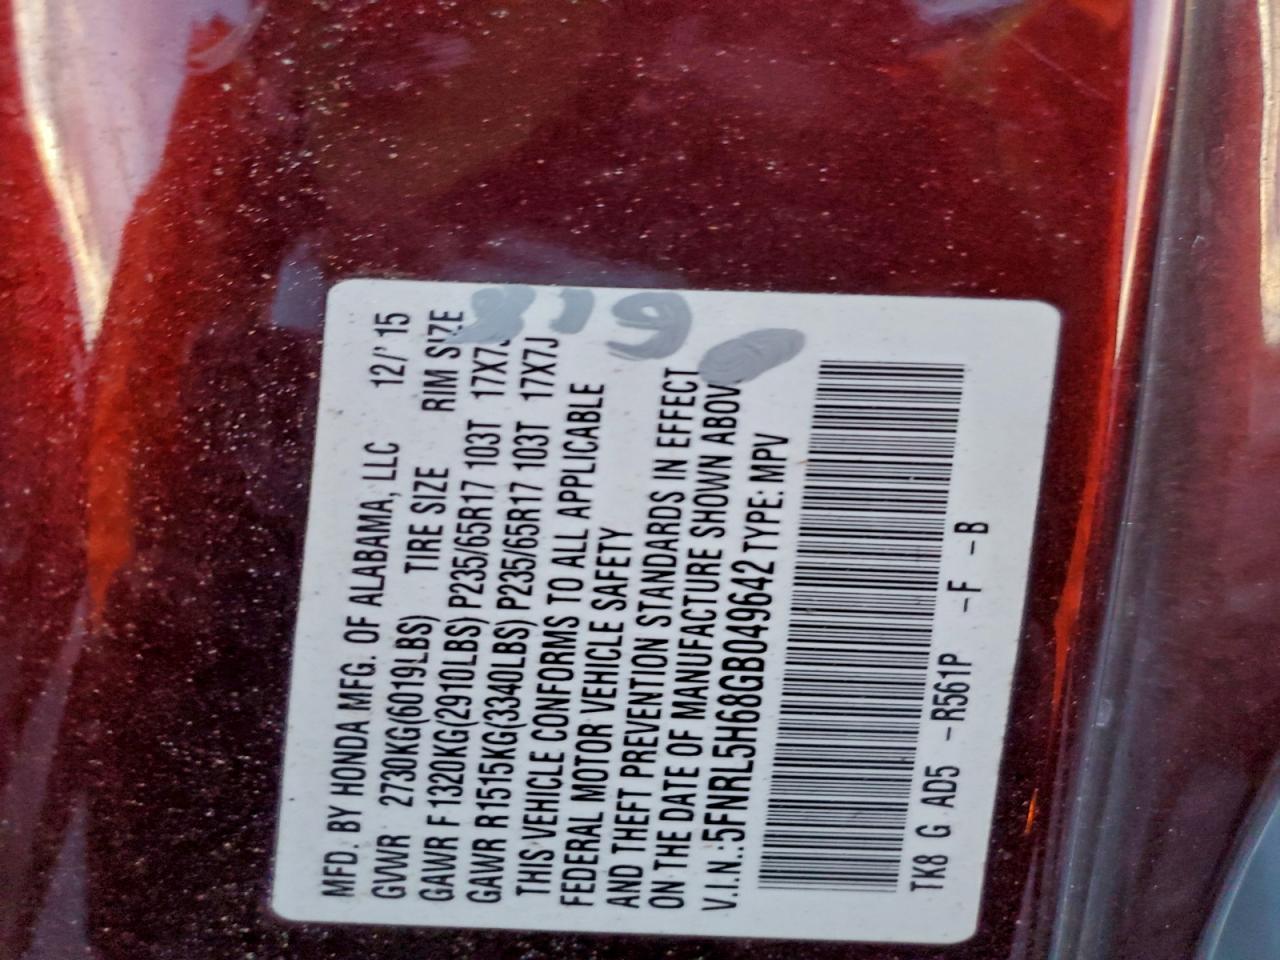 MFD. BY HONDA MFG. OF ALABAMA, LLC 12/'15
GVWR 2730KG(6019LBS) TIRE SIZE RIM SIZE
GAWR F 1320KG(2910LBS) P235/65R17 103T 17X7J
GAWR R1515KG(3340LBS) P235/65R17 103T 17X7J
THIS VEHICLE CONFORMS TO ALL APPLICABLE
FEDERAL MOTOR VEHICLE SAFETY
AND THEFT PREVENTION STANDARDS IN EFFECT
ON THE DATE OF MANUFACTURE SHOWN ABOV
V.I.N.:5FNRL5H68GB049642 TYPE: MPV
TK8 G AD5 -R561P -F -B